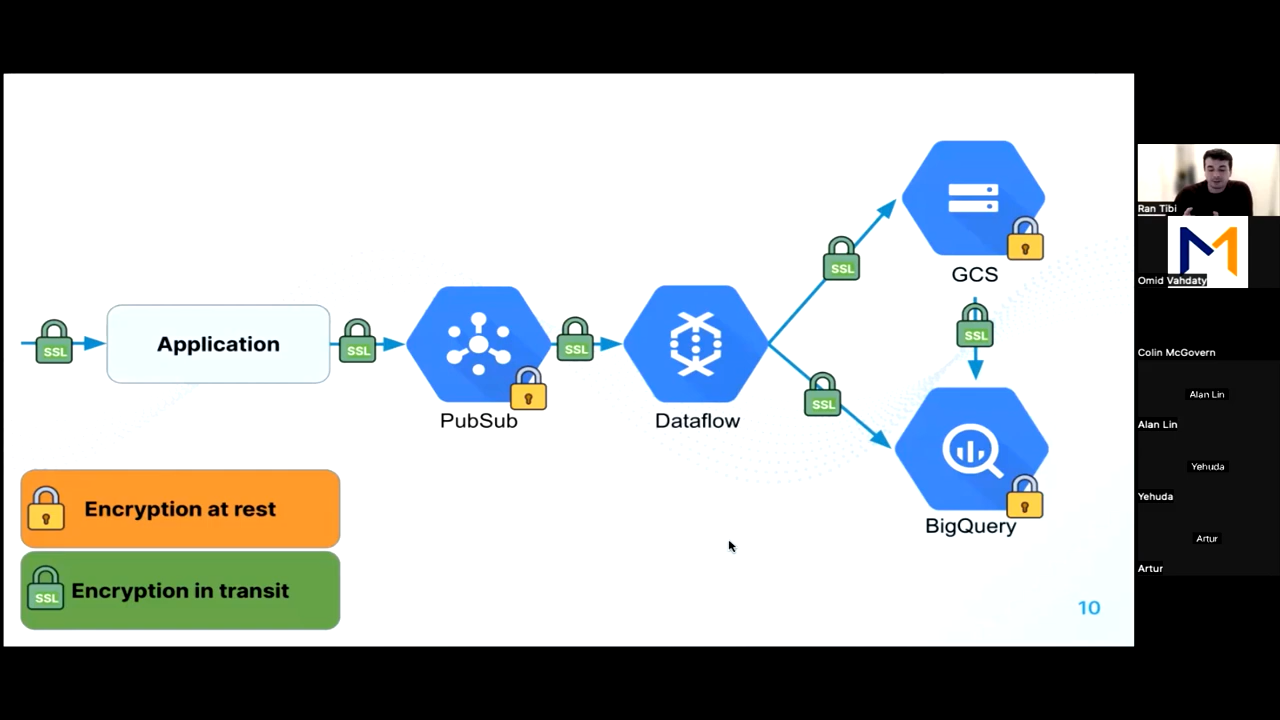 SSL
Application
SSL
PubSub
SSL
Dataflow
SSL
SSL
GCS
SSL
BigQuery
Encryption at rest
SSL
Encryption in transit
10
Ran Tibi
Omid Vahdaty
Colin McGovern
Alan Lin
Alan Lin
Yehuda
Yehuda
Artur
Artur